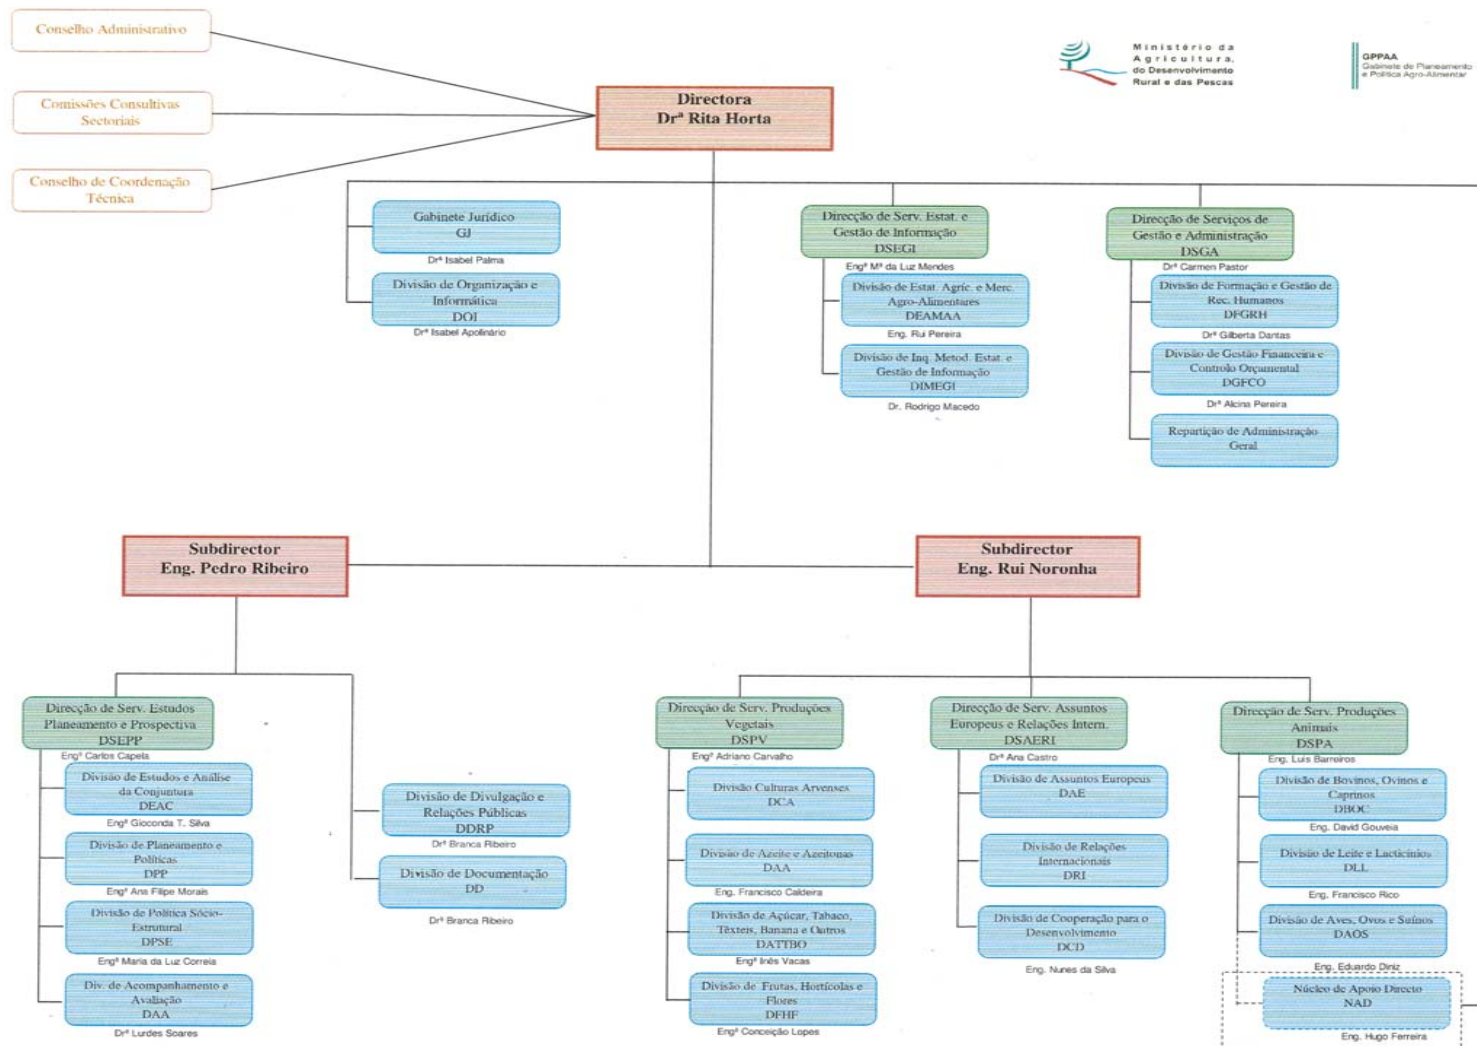 Conselho Administrativo
Comissões Consultivas
Sectoriais
Conselho de Coordenação
Técnica
Directora
Drª Rita Horta
Ministério da
Agricultura,
do Desenvolvimento
Rural e das Pescas
GPPAA
Gabinete de Planeamento
e Política Agro-Alimentar
Gabinete Jurídico
GJ
Drª Isabel Palma
Divisão de Organização e
Informática
DOI
Drª Isabel Apolinário
Direcção de Serv. Estat. e
Gestão de Informação
DSEGI
Engª Mª da Luz Mendes
Divisão de Estat. Agríc. e Merc.
Agro-Alimentares
DEAMAA
Eng. Rui Pereira
Divisão de Inq. Metod. Estat. e
Gestão de Informação
DIMEGI
Dr. Rodrigo Macedo
Direcção de Serviços de
Gestão e Administração
DSGA
Drª Carmen Pastor
Divisão de Formação e Gestão de
Rec. Humanos
DFGRH
Drª Gilberta Dantas
Divisão de Gestão Financeira e
Controlo Orçamental
DGFCO
Drª Alcina Pereira
Repartição de Administração
Geral
Subdirector
Eng. Pedro Ribeiro
Subdirector
Eng. Rui Noronha
Direcção de Serv. Estudos
Planeamento e Prospectiva
DSEPP
Engº Carlos Capela
Divisão de Estudos e Análise
da Conjuntura
DEAC
Engª Gioconda T. Silva
Divisão de Planeamento e
Políticas
DPP
Engª Ana Filipe Morais
Divisão de Política Sócio-
Estrutural
DPSE
Engª Maria da Luz Correia
Div. de Acompanhamento e
Avaliação
DAA
Drª Lurdes Soares
Divisão de Divulgação e
Relações Públicas
DDRP
Drª Branca Ribeiro
Divisão de Documentação
DD
Drª Branca Ribeiro
Direcção de Serv. Produções
Vegetais
DSPV
Engº Adriano Carvalho
Divisão Culturas Arvenses
DCA
Divisão de Azeite e Azeitonas
DAA
Eng. Francisco Caldeira
Divisão de Açúcar, Tabaco,
Têxteis, Banana e Outros
DATTBO
Engª Inês Vacas
Divisão de Frutas, Hortícolas e
Flores
DFHF
Engª Conceição Lopes
Direcção de Serv. Assuntos
Europeus e Relações Intern.
DSAERI
Drª Ana Castro
Divisão de Assuntos Europeus
DAE
Divisão de Relações
Internacionais
DRI
Divisão de Cooperação para o
Desenvolvimento
DCD
Eng. Nunes da Silva
Direcção de Serv. Produções
Animais
DSPA
Eng. Luis Barreiros
Divisão de Bovinos, Ovinos e
Caprinos
DBOC
Eng. David Gouveia
Divisão de Leite e Lacticínios
DLL
Eng. Francisco Rico
Divisão de Aves, Ovos e Suínos
DAOS
Eng. Eduardo Diniz
Núcleo de Apoio Directo
NAD
Eng. Hugo Ferreira